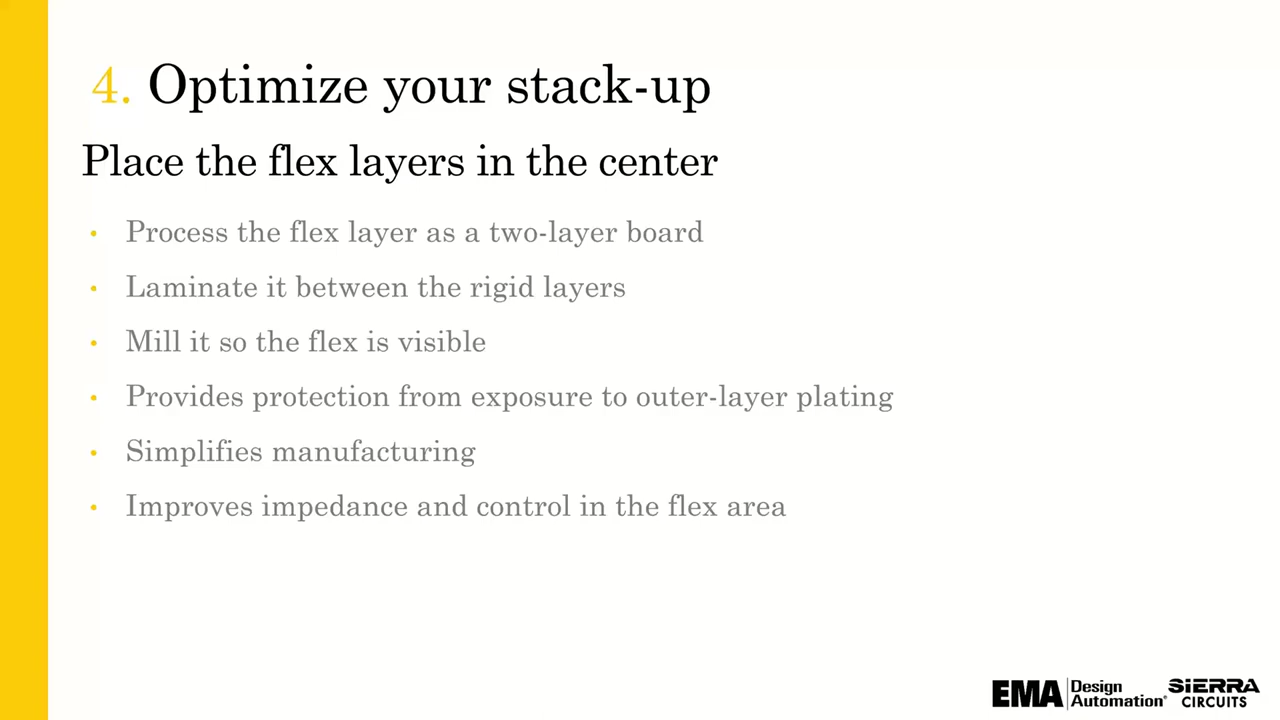 4. Optimize your stack-up
Place the flex layers in the center
• Process the flex layer as a two-layer board
• Laminate it between the rigid layers
• Mill it so the flex is visible
• Provides protection from exposure to outer-layer plating
• Simplifies manufacturing
• Improves impedance and control in the flex area
EMA Design Automation®
SIERRA CIRCUITS